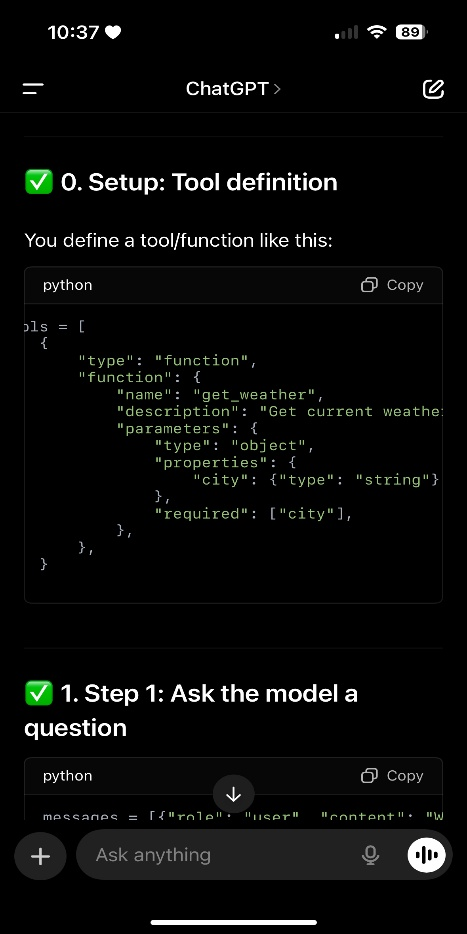 10:37
89
ChatGPT >
✅ 0. Setup: Tool definition
You define a tool/function like this:
python Copy
ols = [
{
"type": "function",
"function": {
"name": "get_weather",
"description": "Get current weathe
"parameters": {
"type": "object",
"properties": {
"city": {"type": "string"}
},
"required": ["city"],
},
},
}
✅ 1. Step 1: Ask the model a
question
python Copy
messages = [{"role": "user" "content": "W
Ask anything